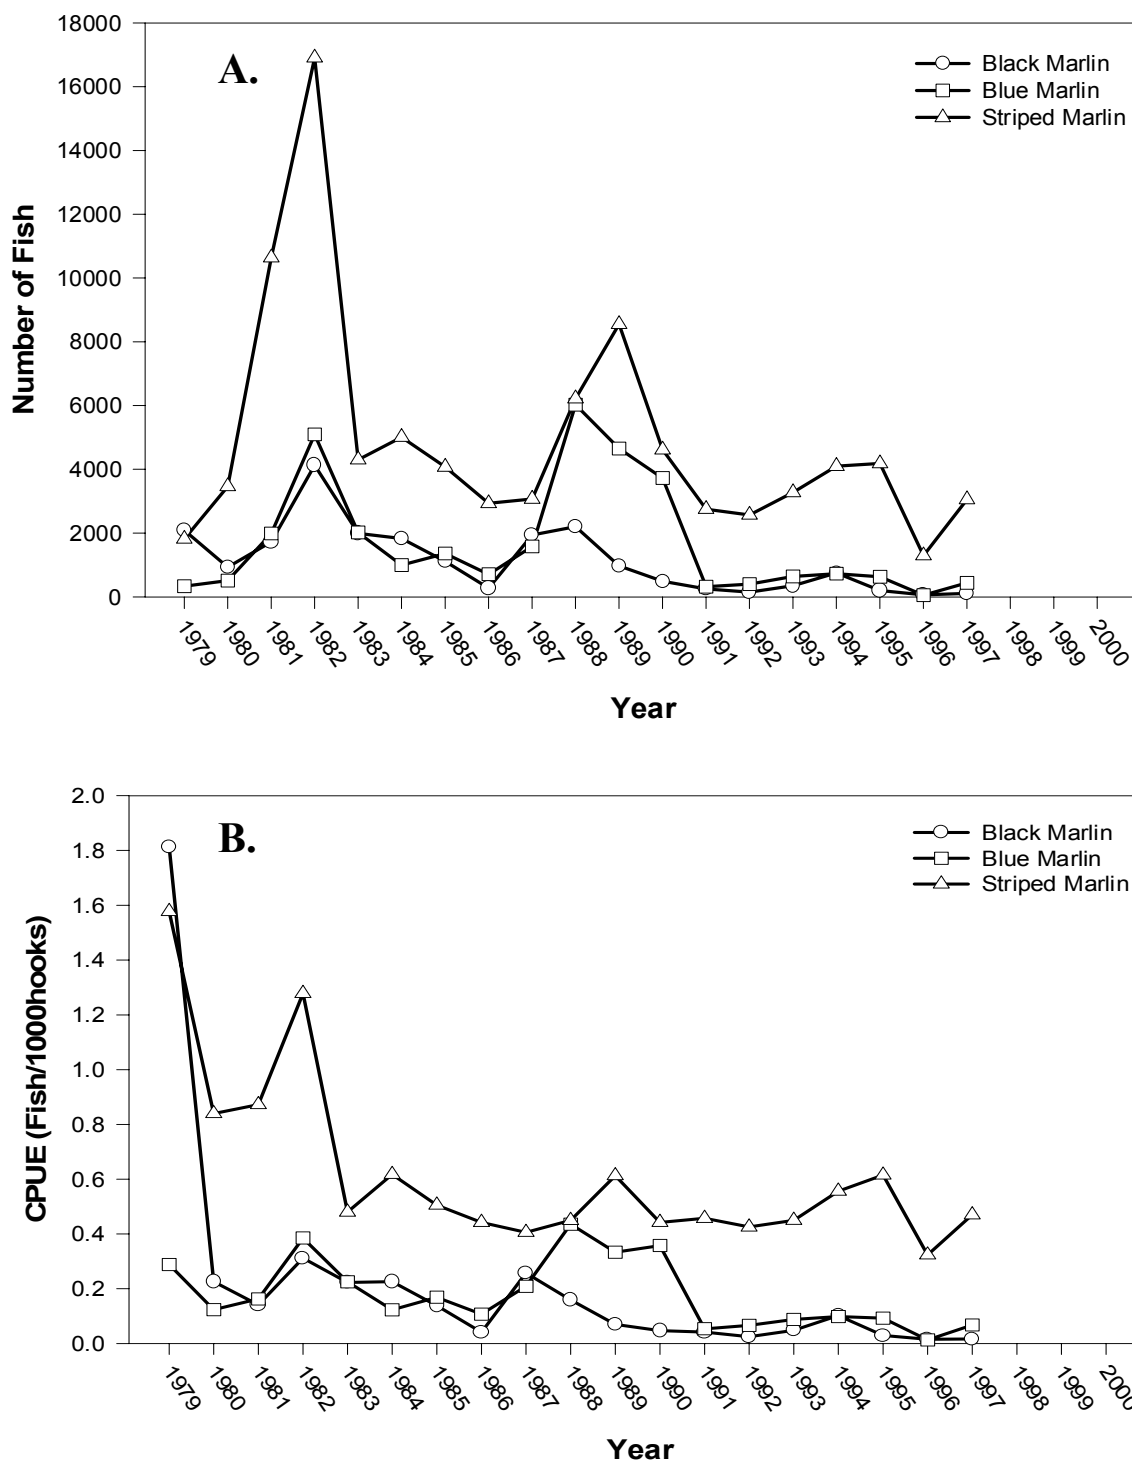 18000
16000
14000
12000
10000
8000
6000
4000
2000
0
Number of Fish
A.
Black Marlin
Blue Marlin
Striped Marlin
1979 1980 1981 1982 1983 1984 1985 1986 1987 1988 1989 1990 1991 1992 1993 1994 1995 1996 1997 1998 1999 2000
Year
2.0
1.8
1.6
1.4
1.2
1.0
0.8
0.6
0.4
0.2
0.0
CPUE (Fish/1000hooks)
B.
Black Marlin
Blue Marlin
Striped Marlin
1979 1980 1981 1982 1983 1984 1985 1986 1987 1988 1989 1990 1991 1992 1993 1994 1995 1996 1997 1998 1999 2000
Year